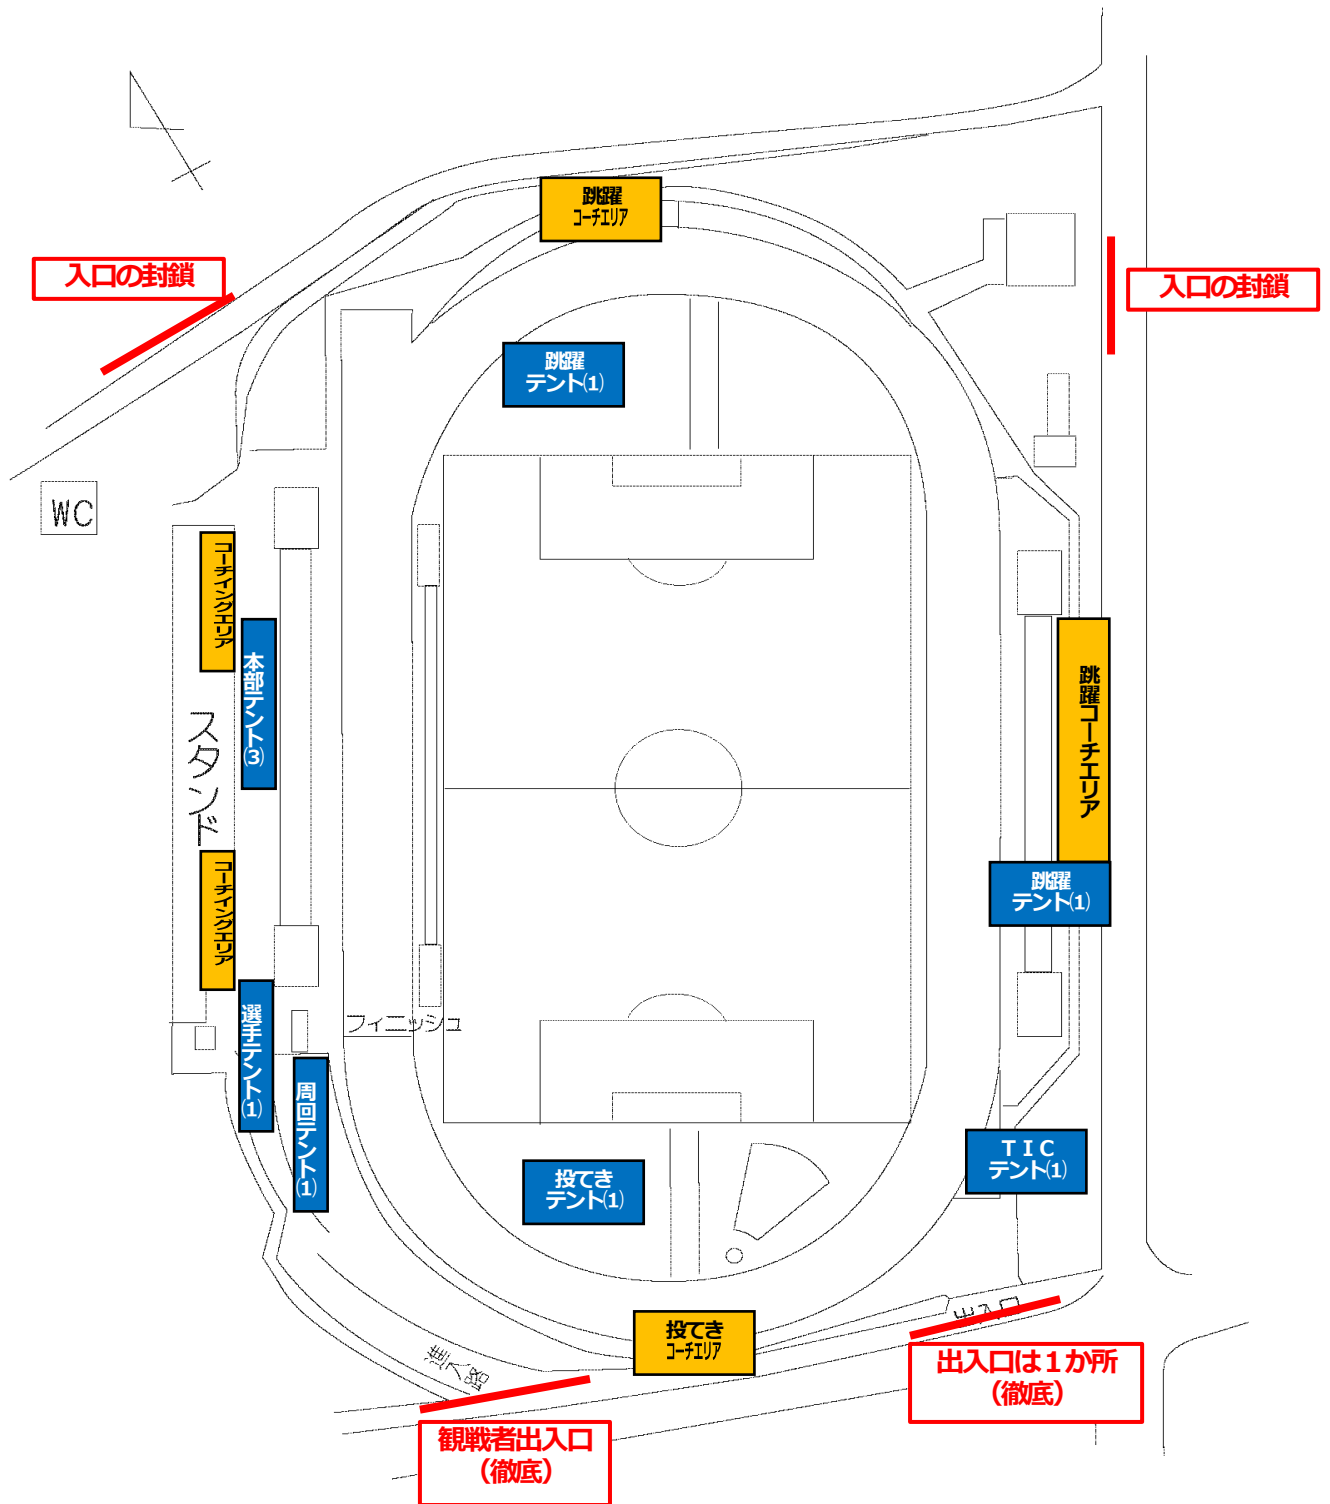 跳躍
コーチエリア
入口の封鎖
入口の封鎖
跳躍
テント(1)
WC
コーチイングエリア
本部テント(3)
スタンド
跳躍コーチエリア
コーチイングエリア
跳躍
テント(1)
選手テント(1)
フィニッシュ
周回テント(1)
TIC
テント(1)
投てき
テント(1)
出入口
投てき
コーチエリア
進入路
出入口は1か所
(徹底)
観戦者出入口
(徹底)